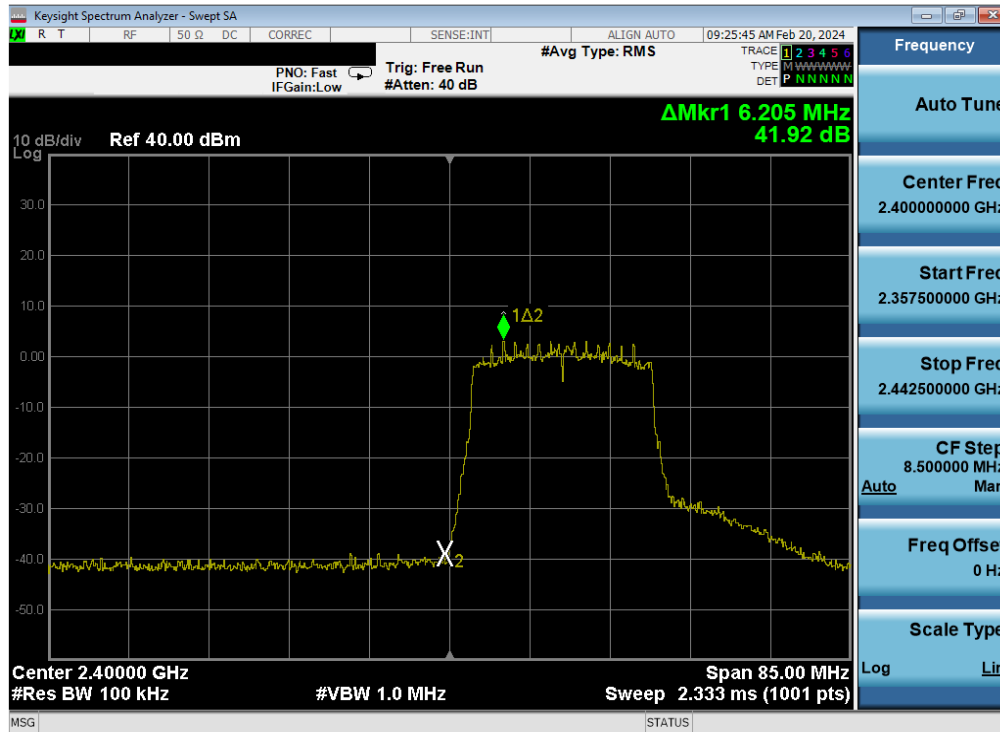 Keysight Spectrum Analyzer - Swept SA
LXI R T RF 50 Ω DC CORREC SENSE:INT ALIGN AUTO 09:25:45 AM Feb 20, 2024
#Avg Type: RMS
TRACE 1 2 3 4 5 6
TYPE M W W W W W
DET P N N N N N
PNO: Fast
IFGain:Low
Trig: Free Run
#Atten: 40 dB
ΔMkr1 6.205 MHz
41.92 dB
10 dB/div Ref 40.00 dBm
Log
30.0
20.0
10.0
0.00
-10.0
-20.0
-30.0
-40.0
-50.0
1Δ2
X2
Center 2.40000 GHz Span 85.00 MHz
#Res BW 100 kHz #VBW 1.0 MHz Sweep 2.333 ms (1001 pts)
MSG STATUS
Frequency
Auto Tune
Center Freq
2.400000000 GHz
Start Freq
2.357500000 GHz
Stop Freq
2.442500000 GHz
CF Step
8.500000 MHz
Auto Man
Freq Offset
0 Hz
Scale Type
Log Lin